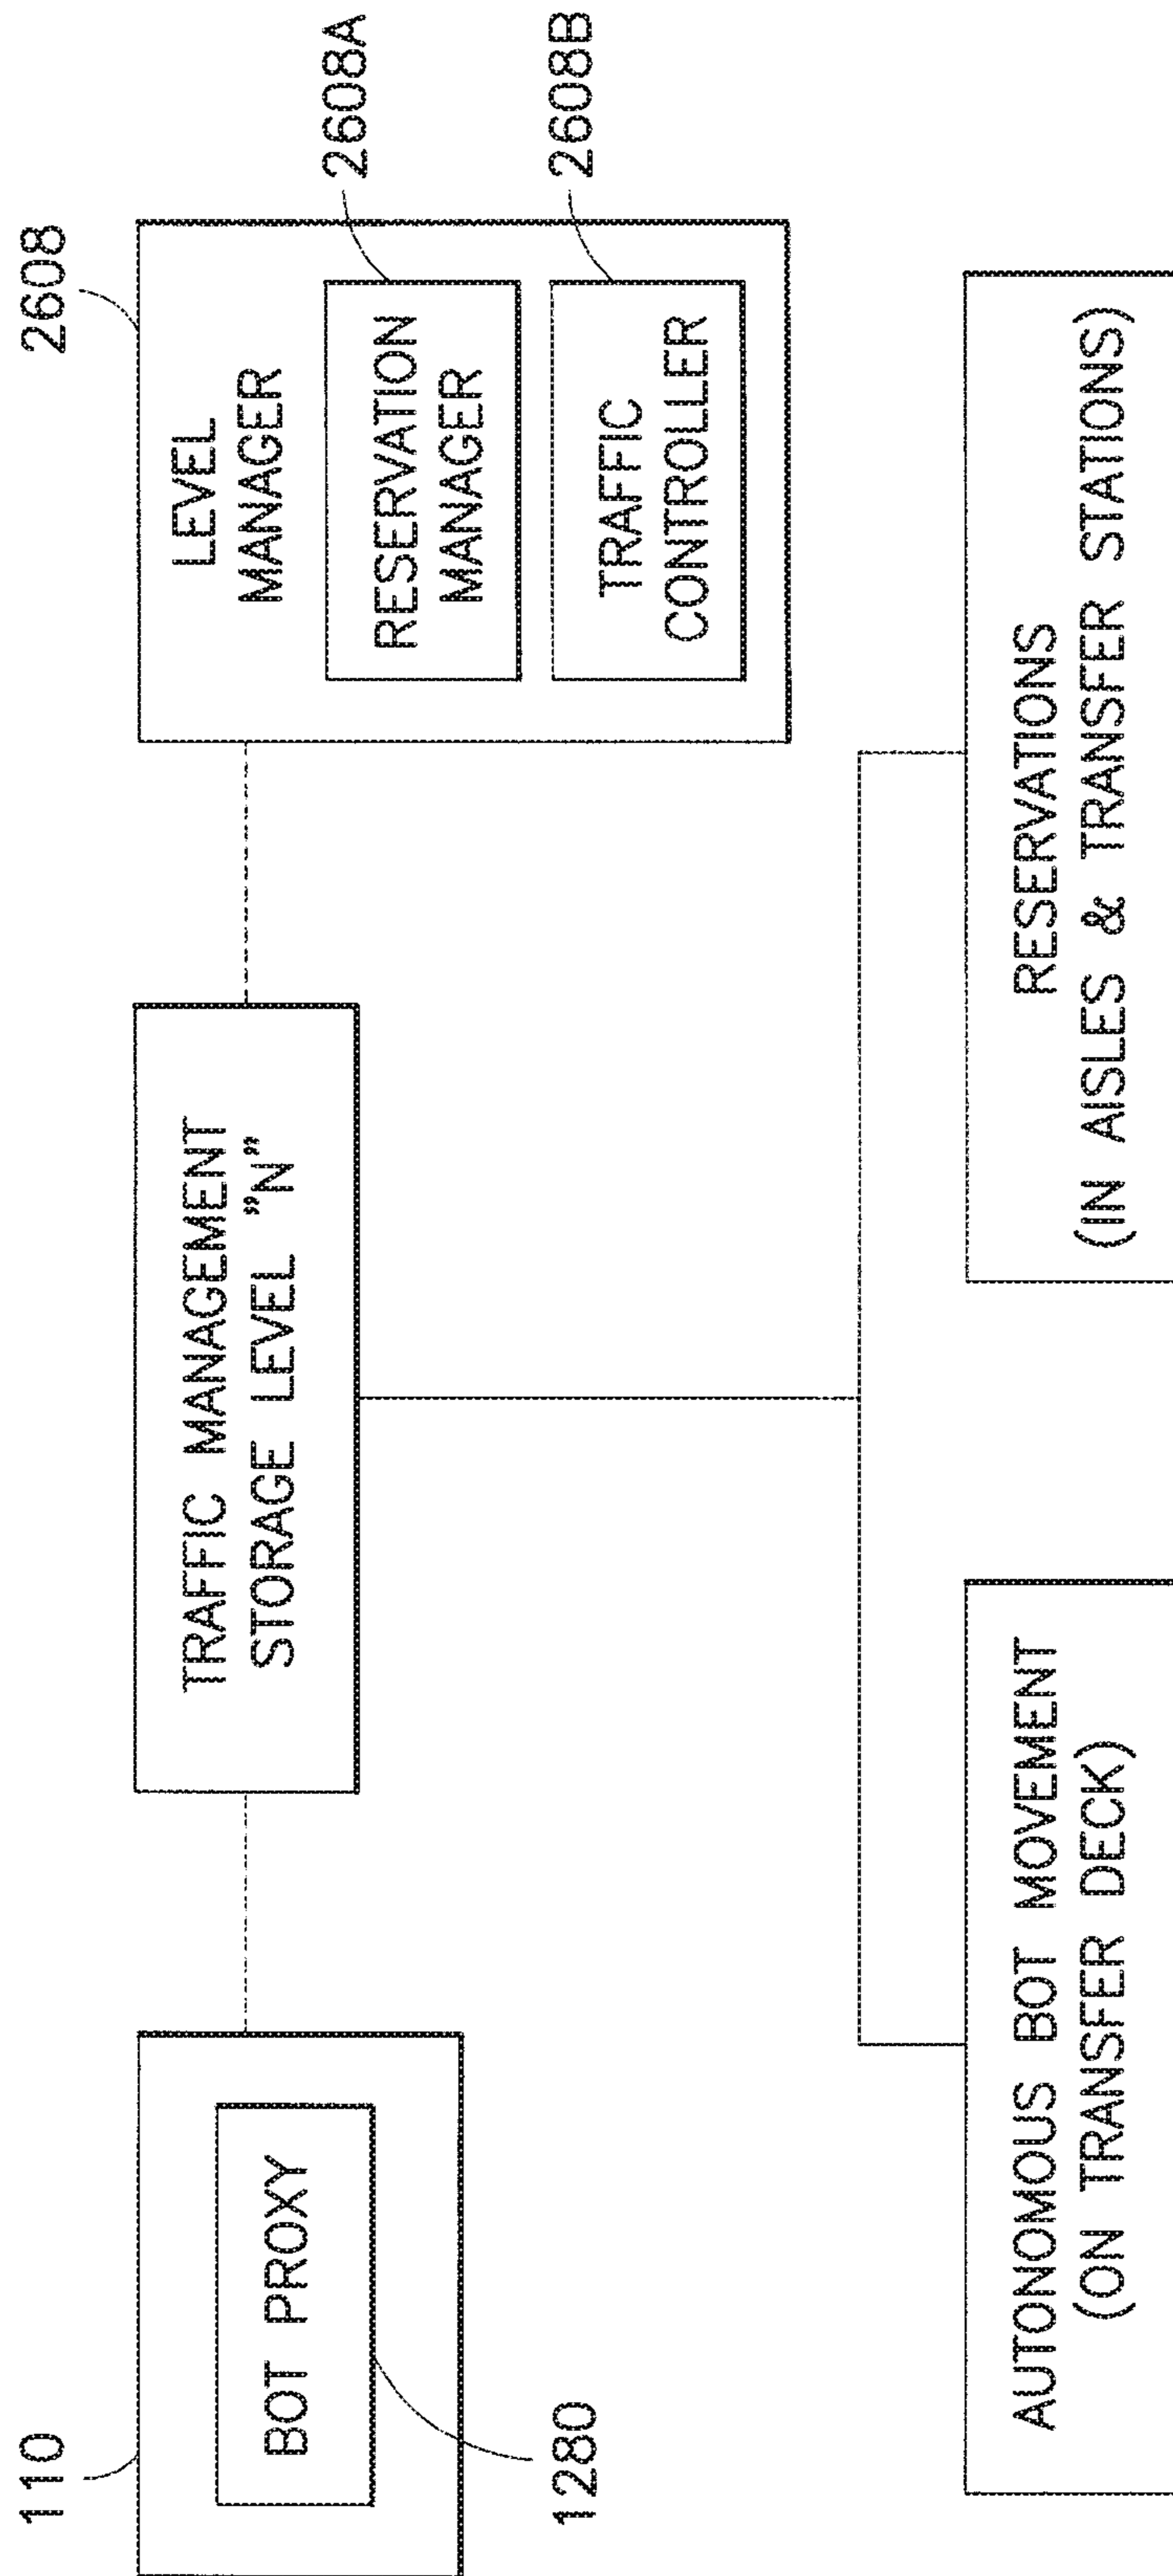 110
BOT PROXY
1280
TRAFFIC MANAGEMENT
STORAGE LEVEL "N"
2608
LEVEL
MANAGER
RESERVATION
MANAGER
2608A
TRAFFIC
CONTROLLER
2608B
AUTONOMOUS BOT MOVEMENT
(ON TRANSFER DECK)
RESERVATIONS
(IN AISLES & TRANSFER STATIONS)